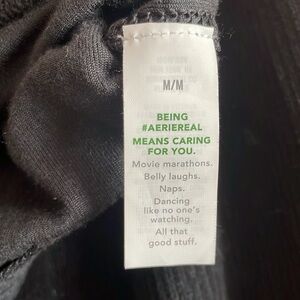 M/M
BEING
#AERIEREAL
MEANS CARING
FOR YOU.
Movie marathons.
Belly laughs.
Naps.
Dancing
like no one's
watching.
All that
good stuff.